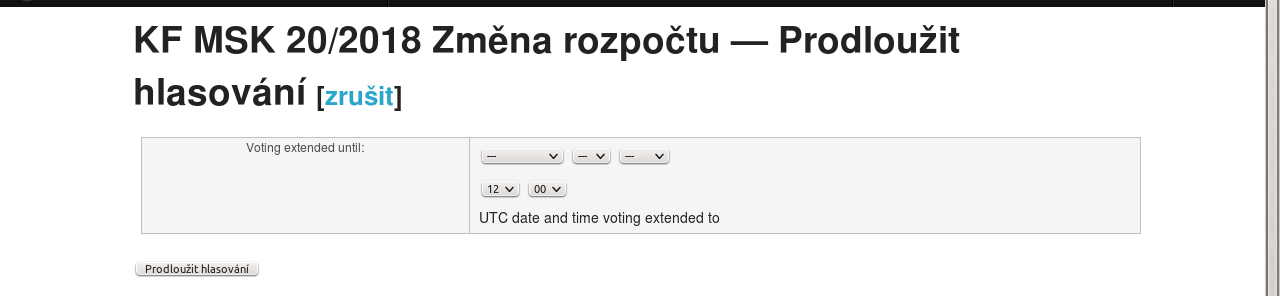 KF MSK 20/2018 Změna rozpočtu — Prodloužit
hlasování [zrušit]
Voting extended until:
--- --- ---
12 00
UTC date and time voting extended to
Prodloužit hlasování